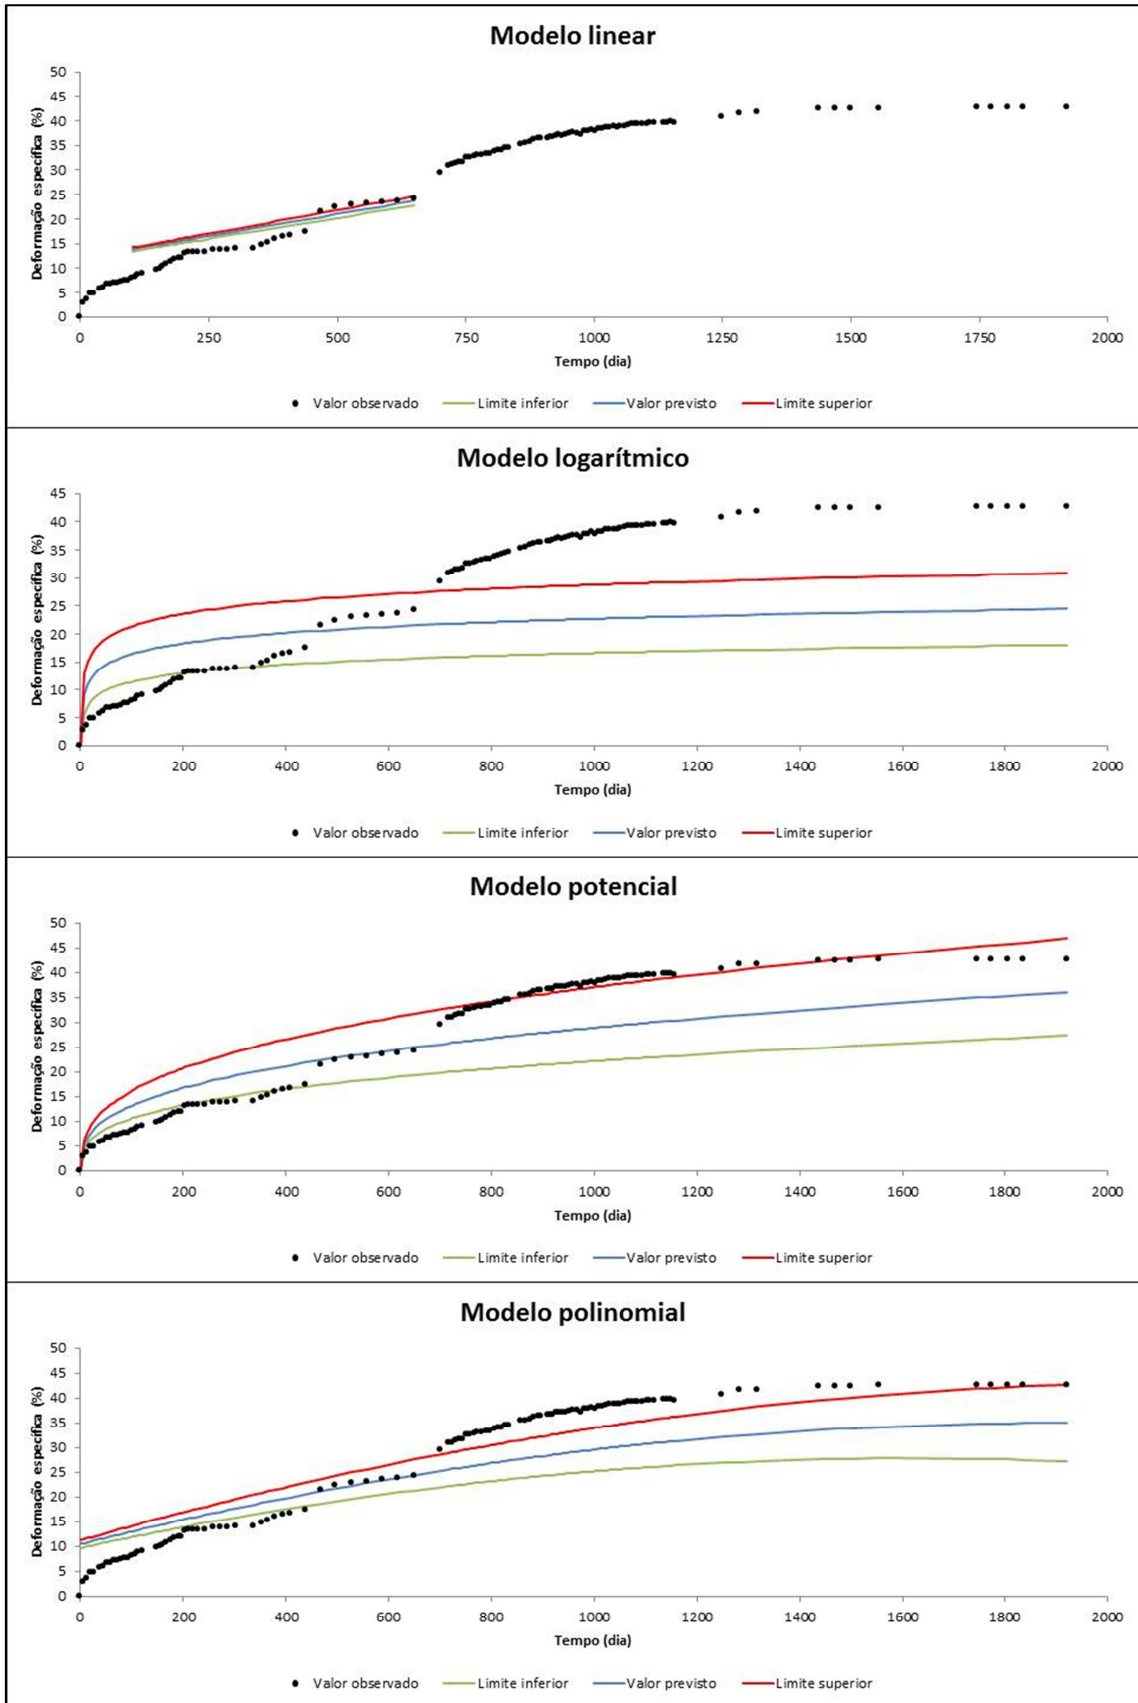 Modelo linear
Deformação específica (%)
50
45
40
35
30
25
20
15
10
5
0
0 250 500 750 1000 1250 1500 1750 2000
Tempo (dia)
Valor observado Limite inferior Valor previsto Limite superior
Modelo logarítmico
Deformação específica (%)
45
40
35
30
25
20
15
10
5
0
0 200 400 600 800 1000 1200 1400 1600 1800 2000
Tempo (dia)
Valor observado Limite inferior Valor previsto Limite superior
Modelo potencial
Deformação específica (%)
50
45
40
35
30
25
20
15
10
5
0
0 200 400 600 800 1000 1200 1400 1600 1800 2000
Tempo (dia)
Valor observado Limite inferior Valor previsto Limite superior
Modelo polinomial
Deformação específica (%)
50
45
40
35
30
25
20
15
10
5
0
0 200 400 600 800 1000 1200 1400 1600 1800 2000
Tempo (dia)
Valor observado Limite inferior Valor previsto Limite superior